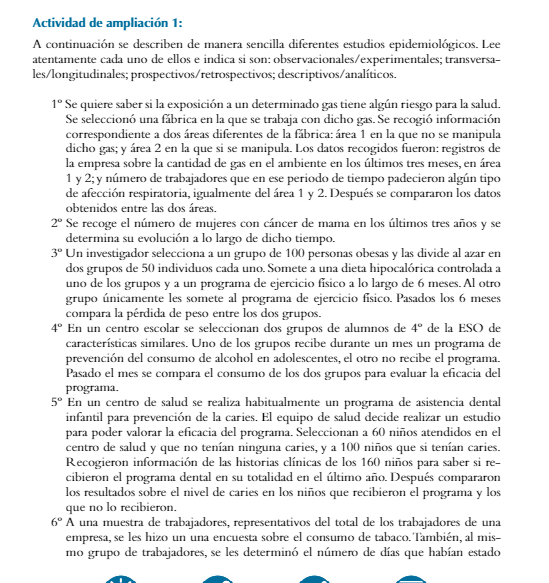 Actividad de ampliación 1:
A continuación se describen de manera sencilla diferentes estudios epidemiológicos. Lee
atentamente cada uno de ellos e indica si son: observacionales/experimentales; transversa-
les/longitudinales; prospectivos/retrospectivos; descriptivos/analíticos.
1º Se quiere saber si la exposición a un determinado gas tiene algún riesgo para la salud.
Se seleccionó una fábrica en la que se trabaja con dicho gas. Se recogió información
correspondiente a dos áreas diferentes de la fábrica: área 1 en la que no se manipula
dicho gas; y área 2 en la que si se manipula. Los datos recogidos fueron: registros de
la empresa sobre la cantidad de gas en el ambiente en los últimos tres meses, en área
1 y 2; y número de trabajadores que en ese periodo de tiempo padecieron algún tipo
de afección respiratoria, igualmente del área 1 y 2. Después se compararon los datos
obtenidos entre las dos áreas.
2º Se recoge el número de mujeres con cáncer de mama en los últimos tres años y se
determina su evolución a lo largo de dicho tiempo.
3º Un investigador selecciona a un grupo de 100 personas obesas y las divide al azar en
dos grupos de 50 individuos cada uno. Somete a una dieta hipocalórica controlada a
uno de los grupos y a un programa de ejercicio físico a lo largo de 6 meses. Al otro
grupo únicamente les somete al programa de ejercicio físico. Pasados los 6 meses
compara la pérdida de peso entre los dos grupos.
4º En un centro escolar se seleccionan dos grupos de alumnos de 4º de la ESO de
características similares. Uno de los grupos recibe durante un mes un programa de
prevención del consumo de alcohol en adolescentes, el otro no recibe el programa.
Pasado el mes se compara el consumo de los dos grupos para evaluar la eficacia del
programa.
5º En un centro de salud se realiza habitualmente un programa de asistencia dental
infantil para prevención de la caries. El equipo de salud decide realizar un estudio
para poder valorar la eficacia del programa. Seleccionan a 60 niños atendidos en el
centro de salud y que no tenían ninguna caries, y a 100 niños que si tenían caries.
Recogieron información de las historias clínicas de los 160 niños para saber si re-
cibieron el programa dental en su totalidad en el último año. Después compararon
los resultados sobre el nivel de caries en los niños que recibieron el programa y los
que no lo recibieron.
6º A una muestra de trabajadores, representativos del total de los trabajadores de una
empresa, se les hizo un una encuesta sobre el consumo de tabaco. También, al mis-
mo grupo de trabajadores, se les determinó el número de días que habían estado